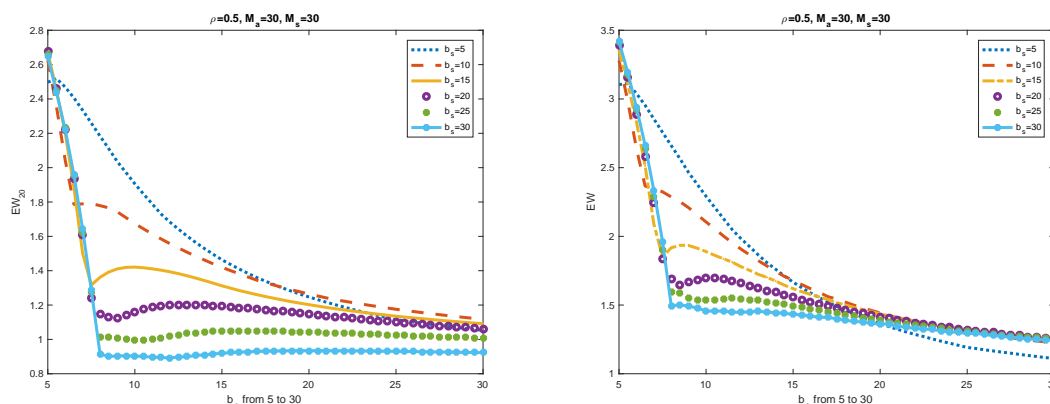 ρ=0.5, M_a=30, M_s=30
2.8
2.6
2.4
2.2
2
1.8
1.6
1.4
1.2
1
0.8
EW_20
b_s=5
b_s=10
b_s=15
b_s=20
b_s=25
b_s=30
5 10 15 20 25 30
b from 5 to 30
ρ=0.5, M_a=30, M_s=30
3.5
3
2.5
2
1.5
1
EW
b_s=5
b_s=10
b_s=15
b_s=20
b_s=25
b_s=30
5 10 15 20 25
b from 5 to 30